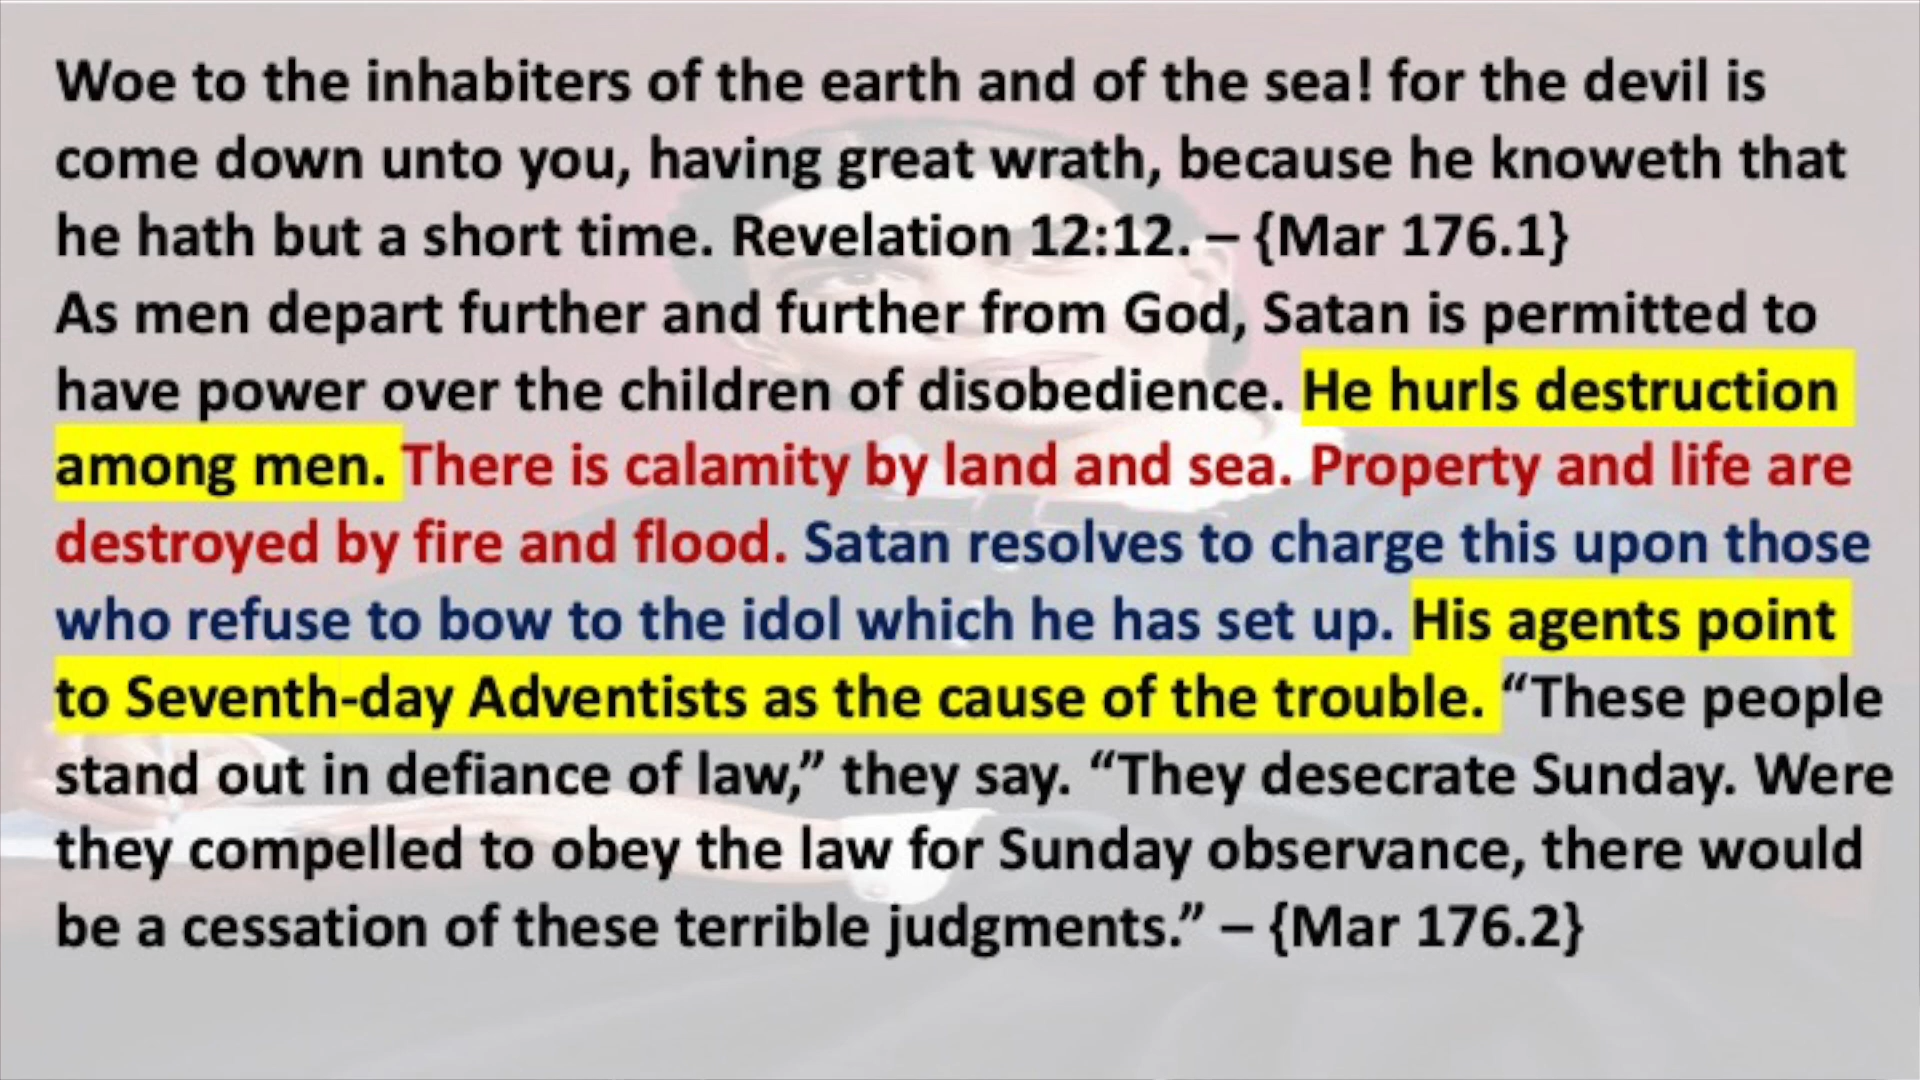 Woe to the inhabiters of the earth and of the sea! for the devil is
come down unto you, having great wrath, because he knoweth that
he hath but a short time. Revelation 12:12. – {Mar 176.1}
As men depart further and further from God, Satan is permitted to
have power over the children of disobedience. He hurls destruction
among men. There is calamity by land and sea. Property and life are
destroyed by fire and flood. Satan resolves to charge this upon those
who refuse to bow to the idol which he has set up. His agents point
to Seventh-day Adventists as the cause of the trouble. “These people
stand out in defiance of law,” they say. “They desecrate Sunday. Were
they compelled to obey the law for Sunday observance, there would
be a cessation of these terrible judgments.” – {Mar 176.2}